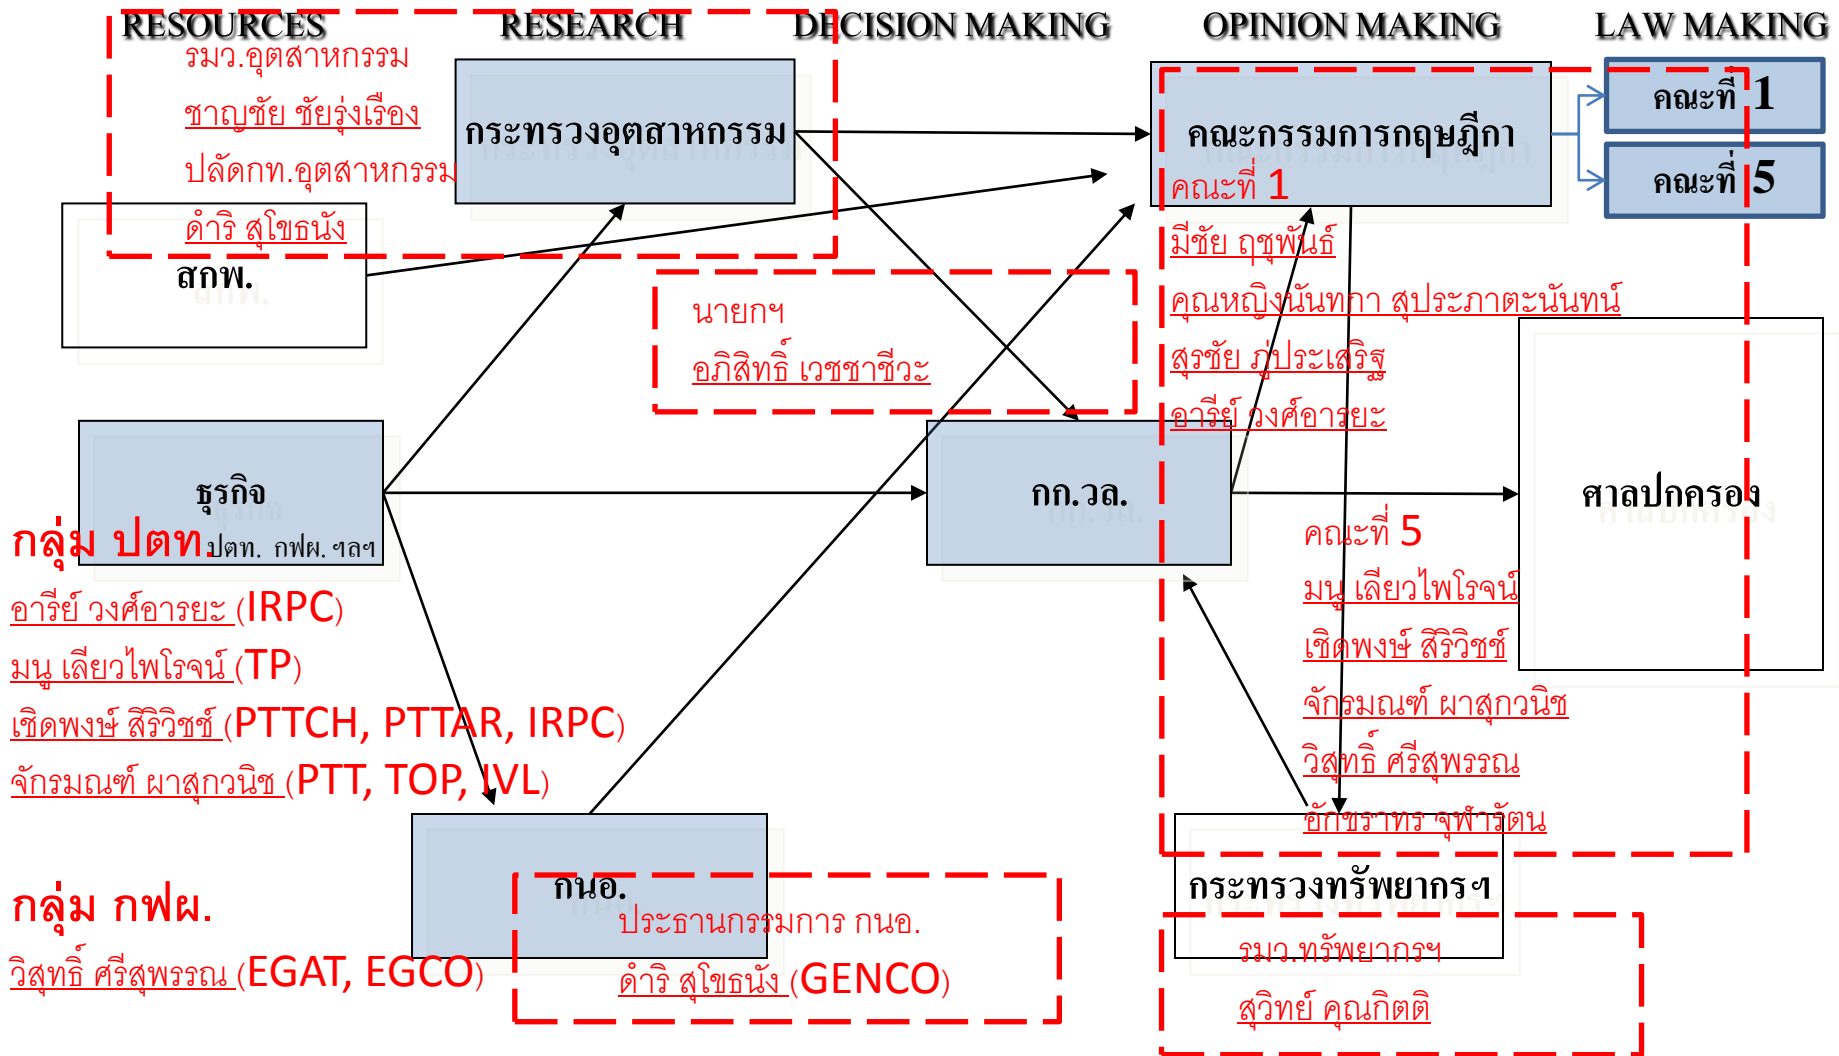 RESOURCES
RESEARCH
DECISION MAKING
OPINION MAKING
LAW MAKING
รมว.อุตสาหกรรม
ชาญชัย ชัยรุ่งเรือง
ปลัดกท.อุตสาหกรรม
ดำริ สุโขธนัง
กระทรวงอุตสาหกรรม
คณะกรรมการกฤษฎีกา
คณะที่ 1
คณะที่ 5
สกพ.
คณะที่ 1
มีชัย ฤชุพันธ์
คุณหญิงนันทกา สุประภาตะนันทน์
สุรชัย ภู่ประเสริฐ
อารีย์ วงศ์อารยะ
นายกฯ
อภิสิทธิ์ เวชชาชีวะ
ธุรกิจ
ปตท. กฟผ. ฯลฯ
กก.วล.
ศาลปกครอง
กลุ่ม ปตท.
อารีย์ วงศ์อารยะ (IRPC)
มนู เลียวไพโรจน์ (TP)
เชิดพงษ์ สิริวิชช์ (PTTCH, PTTAR, IRPC)
จักรมณฑ์ ผาสุกวนิช (PTT, TOP, IVL)
คณะที่ 5
มนู เลียวไพโรจน์
เชิดพงษ์ สิริวิชช์
จักรมณฑ์ ผาสุกวนิช
วิสุทธิ์ ศรีสุพรรณ
อักขราทร จุฬารัตน
กลุ่ม กฟผ.
วิสุทธิ์ ศรีสุพรรณ (EGAT, EGCO)
กนอ.
ประธานกรรมการ กนอ.
ดำริ สุโขธนัง (GENCO)
กระทรวงทรัพยากรฯ
รมว.ทรัพยากรฯ
สุวิทย์ คุณกิตติ